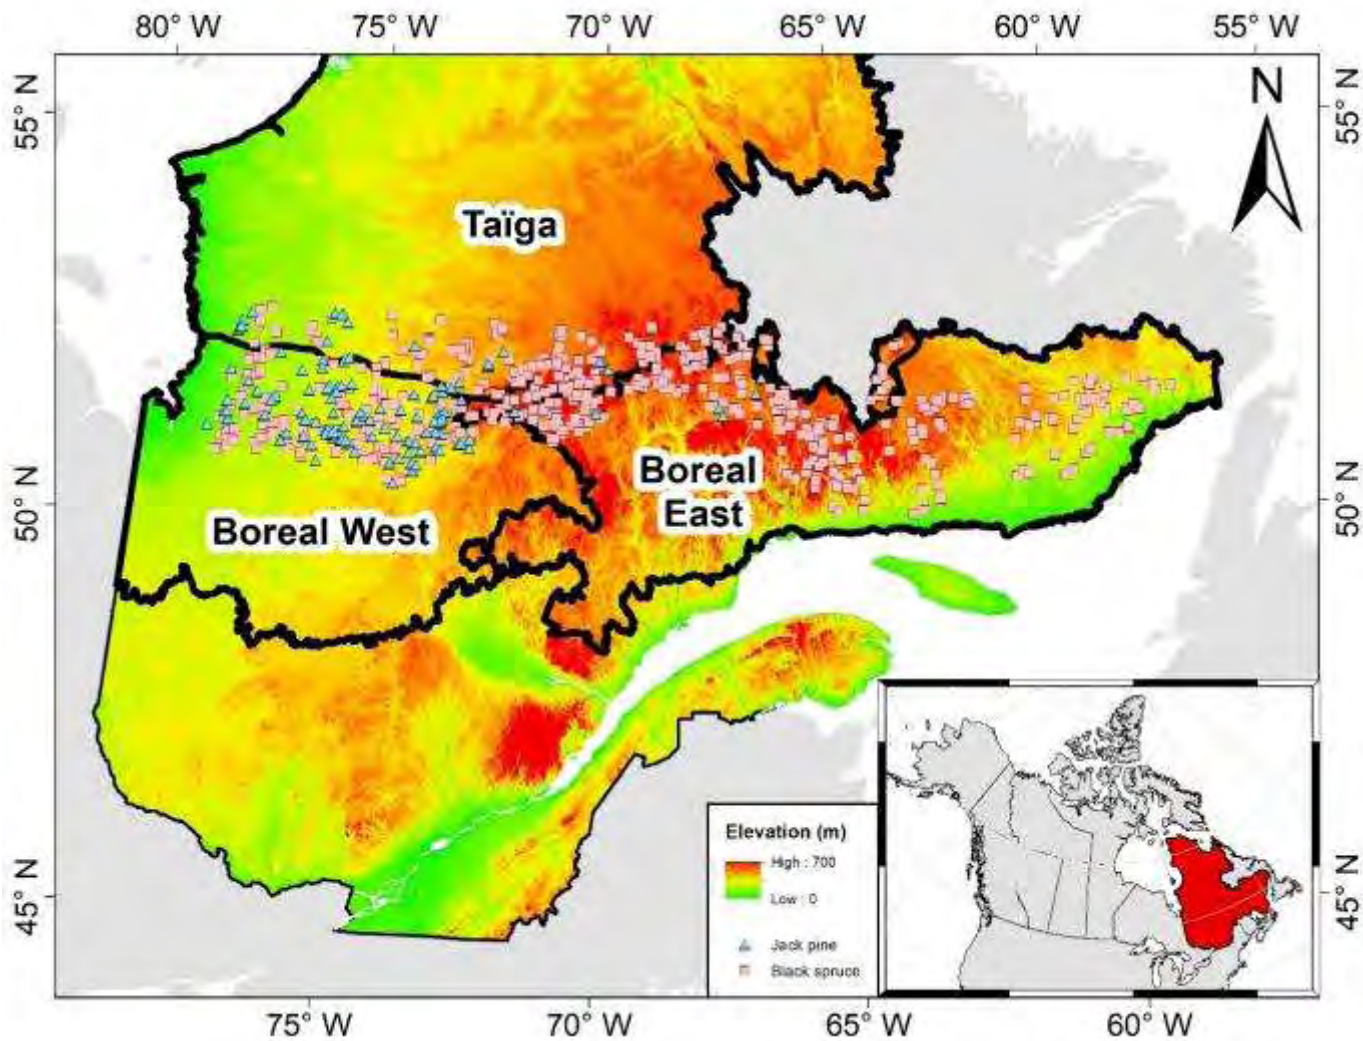 80° W 75° W 70° W 65° W 60° W 55° W
55° N
55° N
N
Taïga
Boreal
East
Boreal West
50° N
50° N
Elevation (m)
High : 700
Low : 0
Jack pine
Black spruce
45° N
45° N
75° W 70° W 65° W 60° W